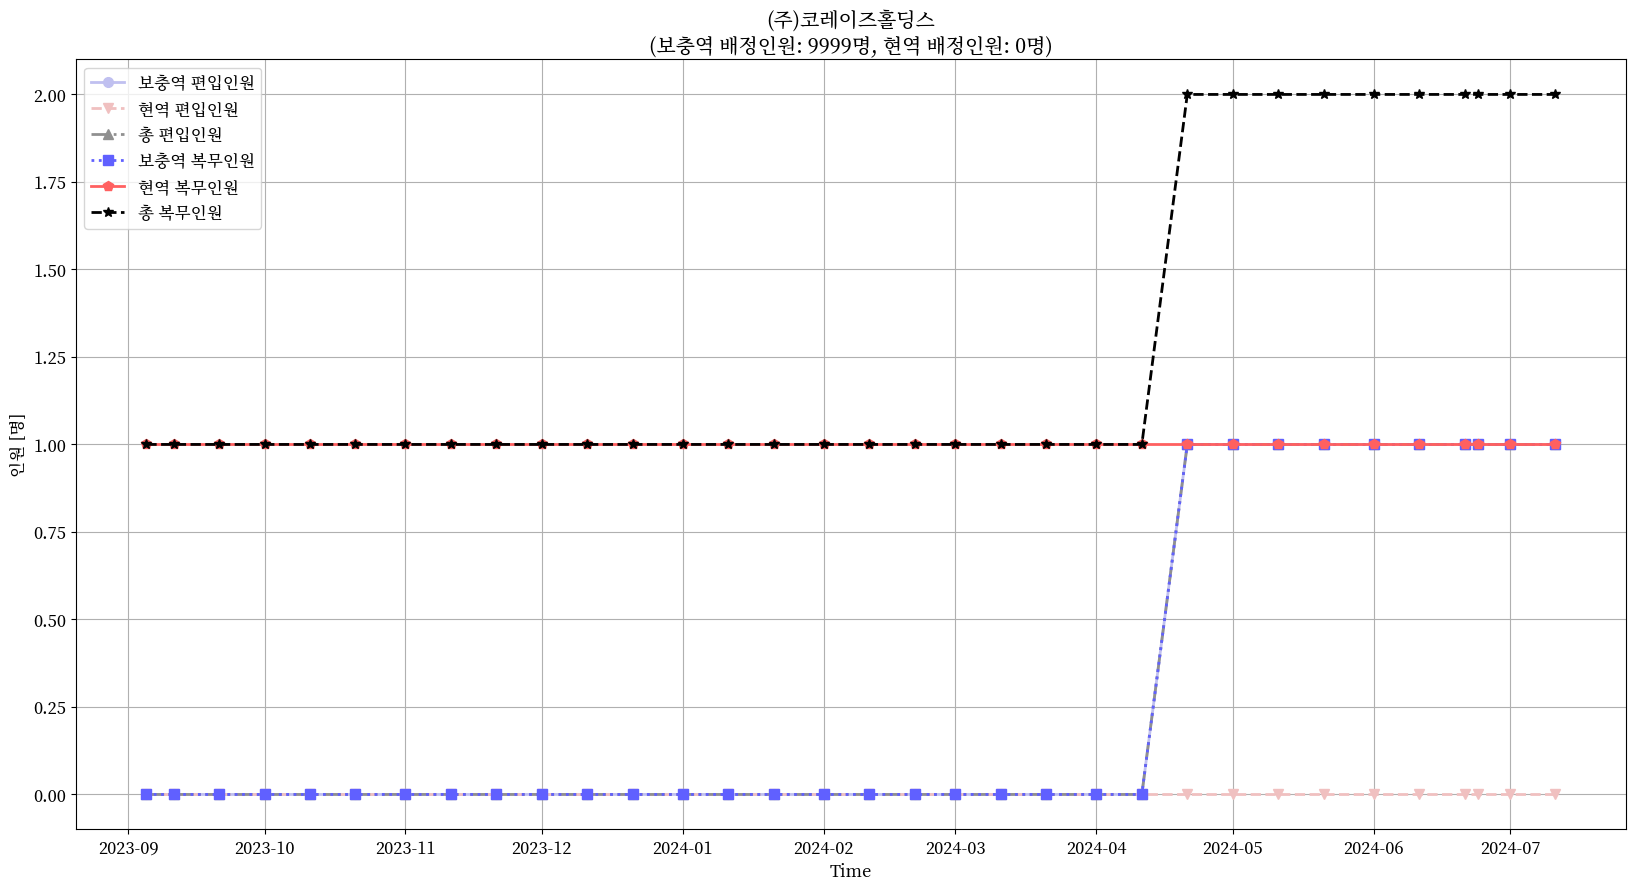 (주)코레이즈홀딩스
(보충역 배정인원: 9999명, 현역 배정인원: 0명)
보충역 편입인원
현역 편입인원
총 편입인원
보충역 복무인원
현역 복무인원
총 복무인원
2.00
1.75
1.50
1.25
1.00
0.75
0.50
0.25
0.00
인원 [명]
2023-09 2023-10 2023-11 2023-12 2024-01 2024-02 2024-03 2024-04 2024-05 2024-06 2024-07
Time